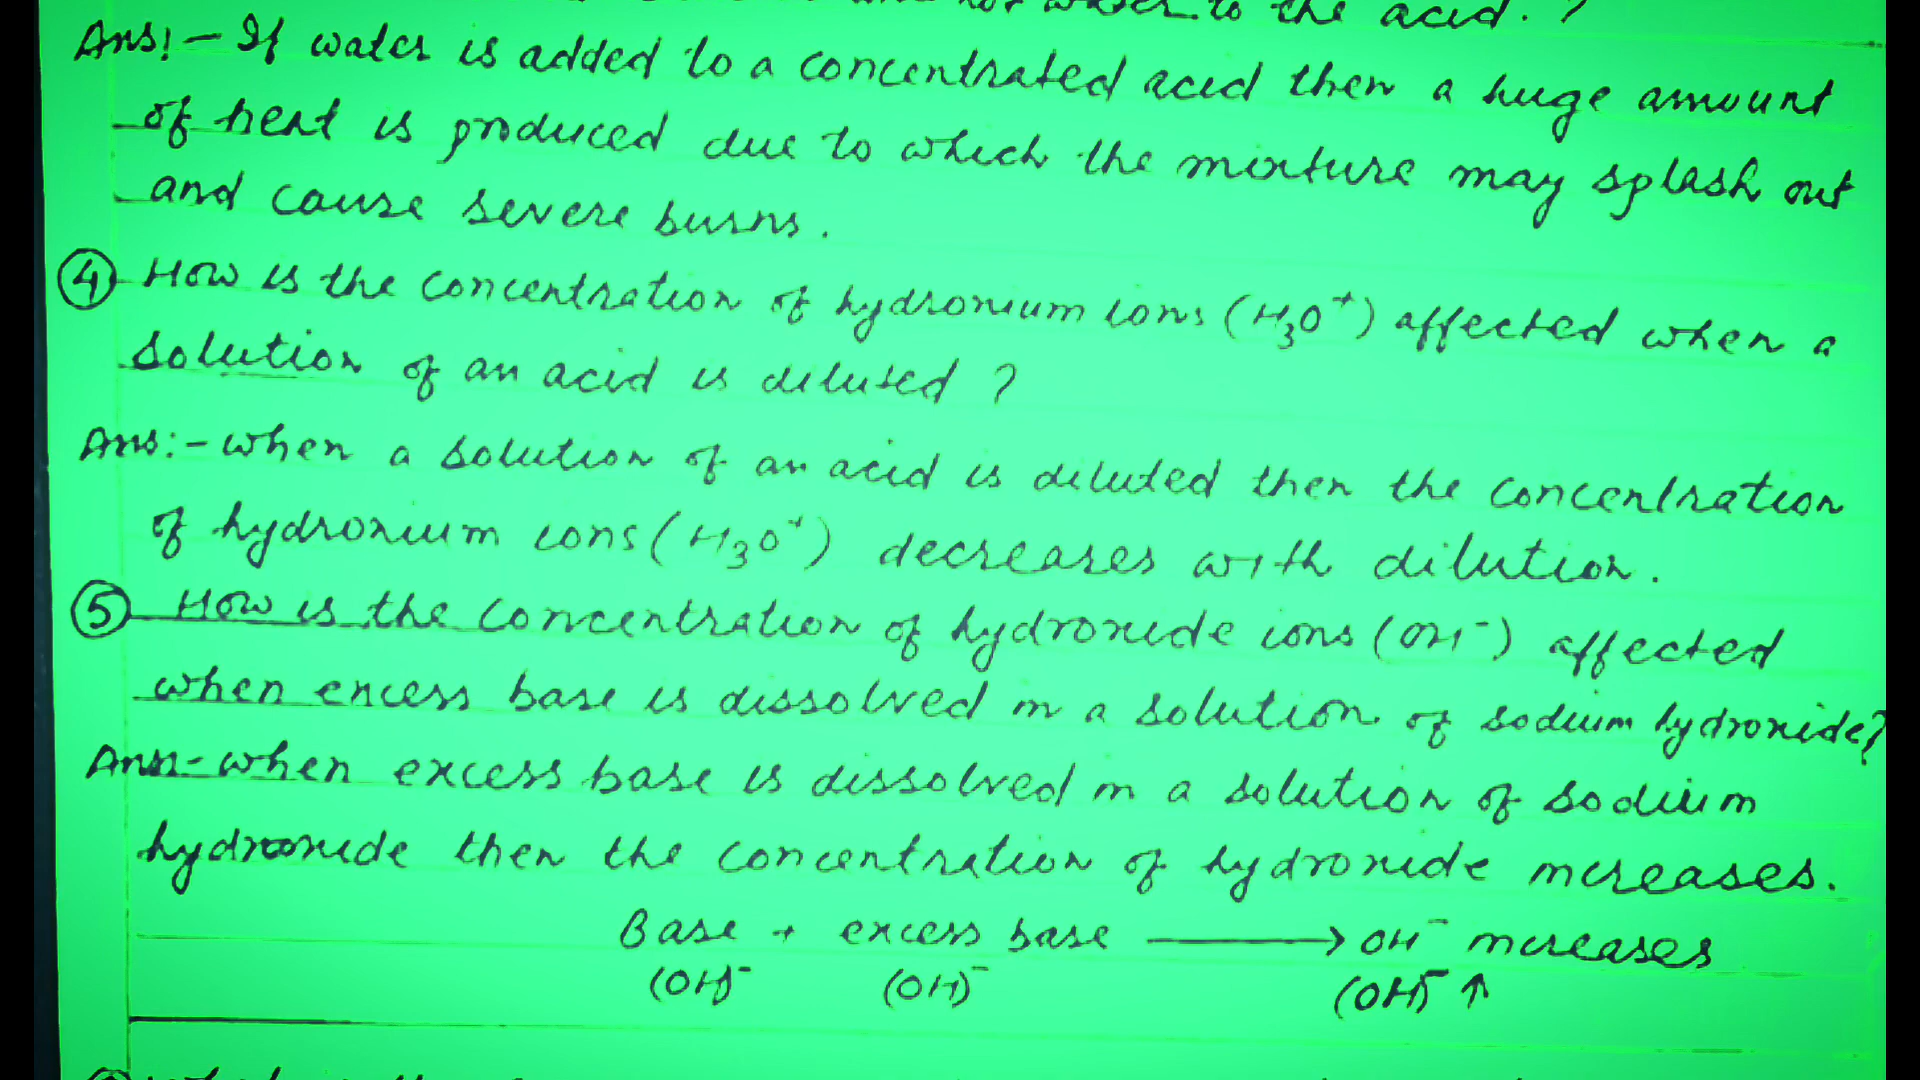 water to the acid. ?
Ans:- If water is added to a concentrated acid then a huge amount
of heat is produced due to which the mixture may splash out
and cause severe burns.
④ How is the concentration of hydronium ions (H₃O⁺) affected when a
solution of an acid is diluted ?
Ans:- when a solution of an acid is diluted then the concentration
of hydronium ions (H₃O⁺) decreases with dilution.
⑤ How is the concentration of hydroxide ions (OH⁻) affected
when excess base is dissolved in a solution of sodium hydroxide?
Ans:- when excess base is dissolved in a solution of sodium
hydroxide then the concentration of hydroxide increases.
Base + excess base ⟶ OH⁻ increases
(OH)⁻ (OH)⁻ (OH)⁻ ↑